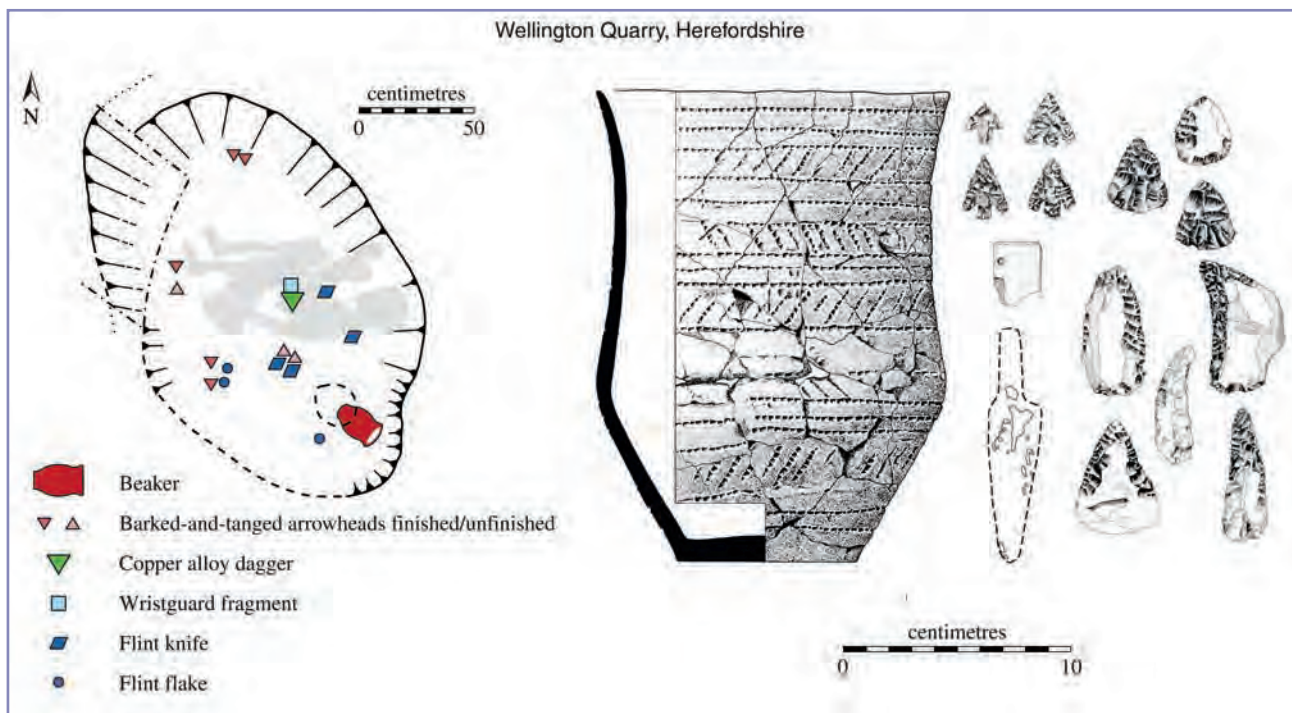 Wellington Quarry, Herefordshire
N
centimetres
0 50
Beaker
Barked-and-tanged arrowheads finished/unfinished
Copper alloy dagger
Wristguard fragment
Flint knife
Flint flake
centimetres
0 10